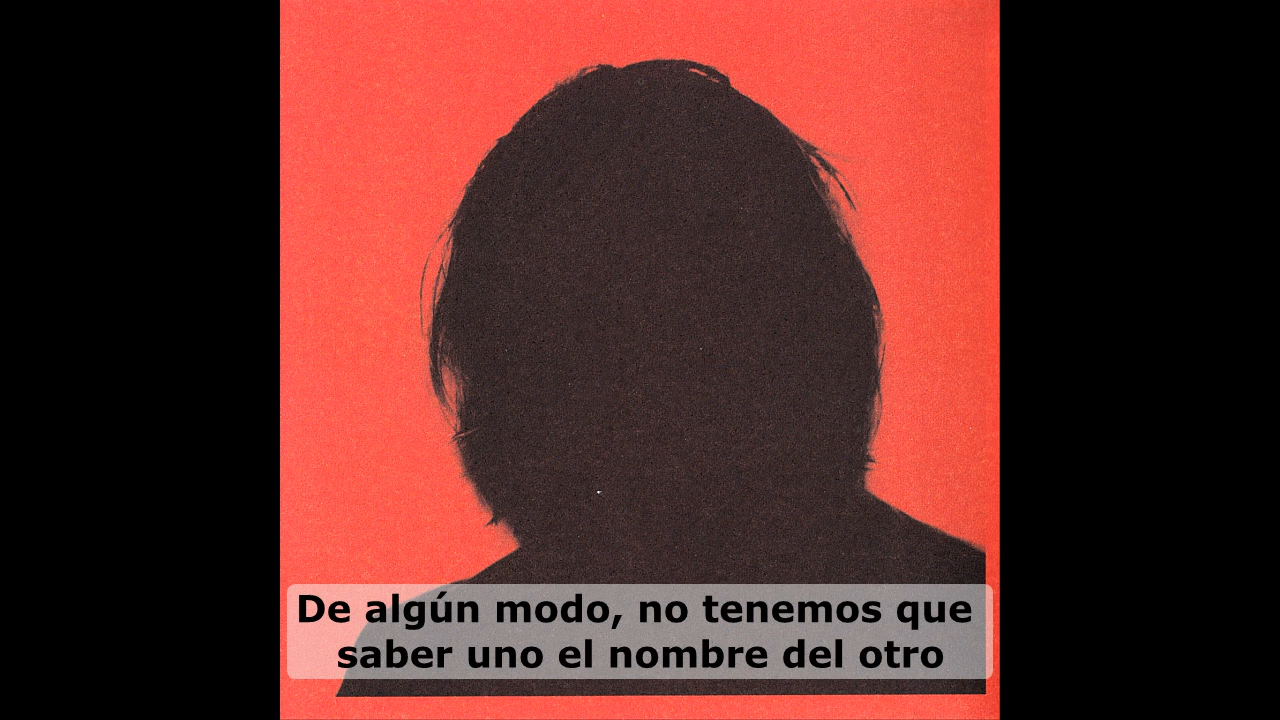 De algún modo, no tenemos que
saber uno el nombre del otro